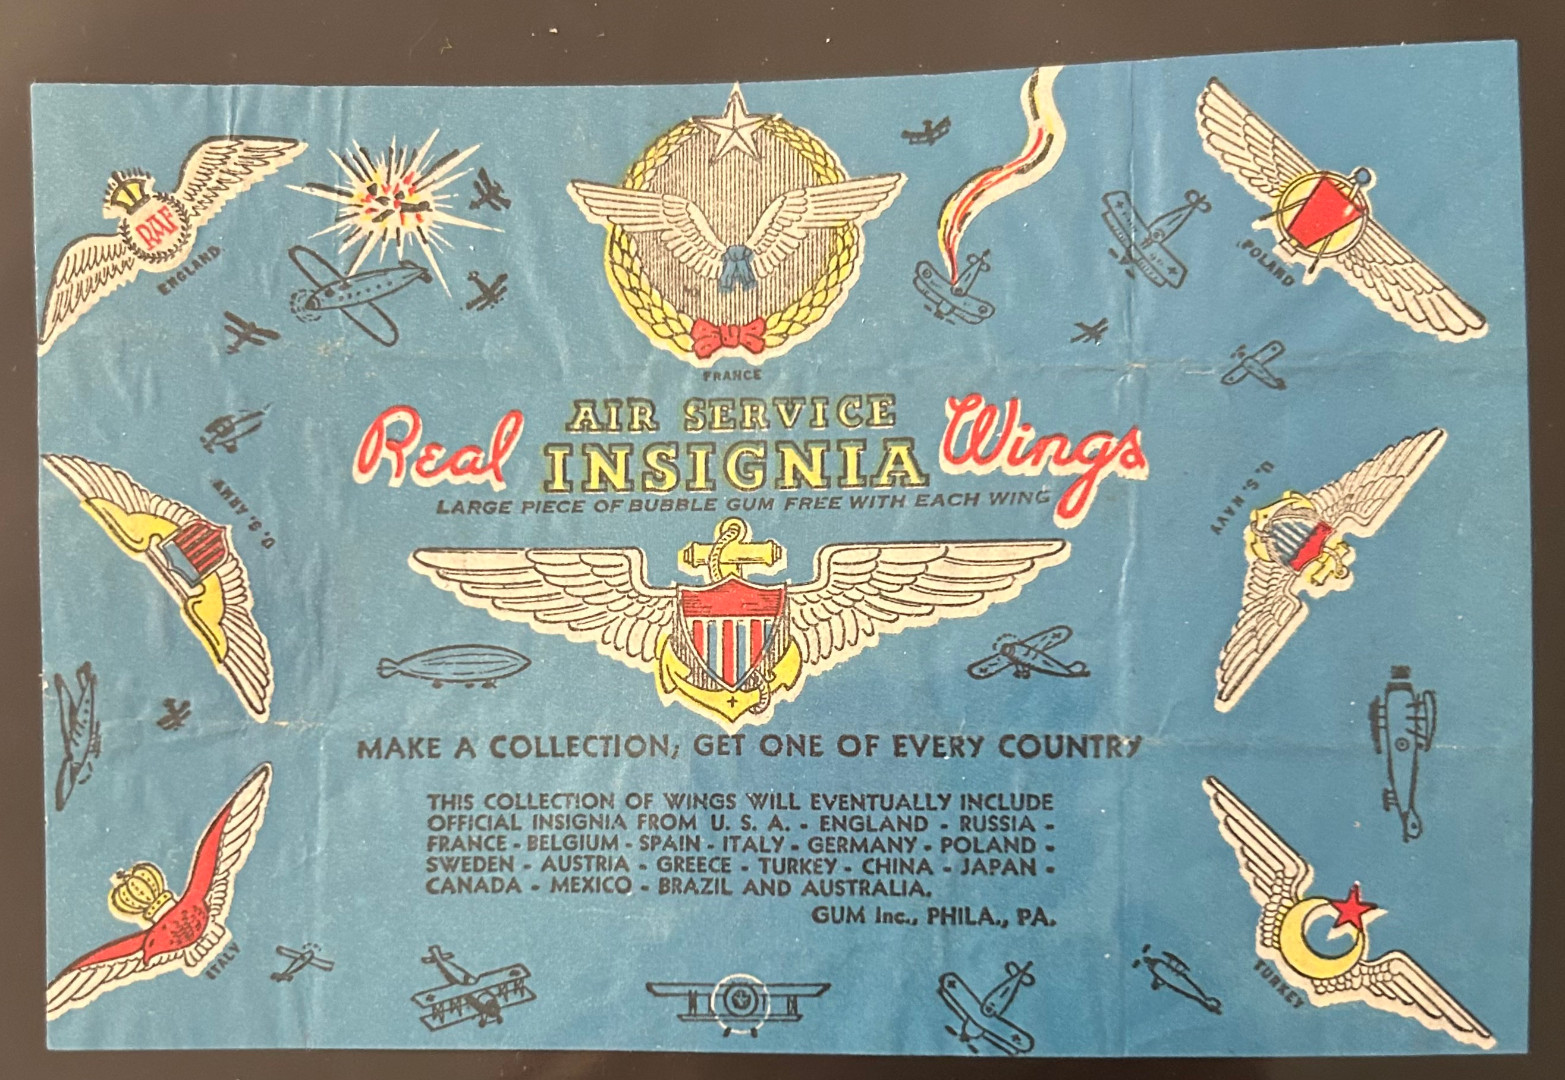 RAF
ENGLAND
FRANCE
POLAND
Real AIR SERVICE Wings
INSIGNIA
LARGE PIECE OF BUBBLE GUM FREE WITH EACH WING
U. S. ARMY
U. S. NAVY
MAKE A COLLECTION; GET ONE OF EVERY COUNTRY
THIS COLLECTION OF WINGS WILL EVENTUALLY INCLUDE
OFFICIAL INSIGNIA FROM U. S. A. - ENGLAND - RUSSIA -
FRANCE - BELGIUM - SPAIN - ITALY - GERMANY - POLAND -
SWEDEN - AUSTRIA - GREECE - TURKEY - CHINA - JAPAN -
CANADA - MEXICO - BRAZIL AND AUSTRALIA.
GUM Inc., PHILA., PA.
ITALY
TURKEY